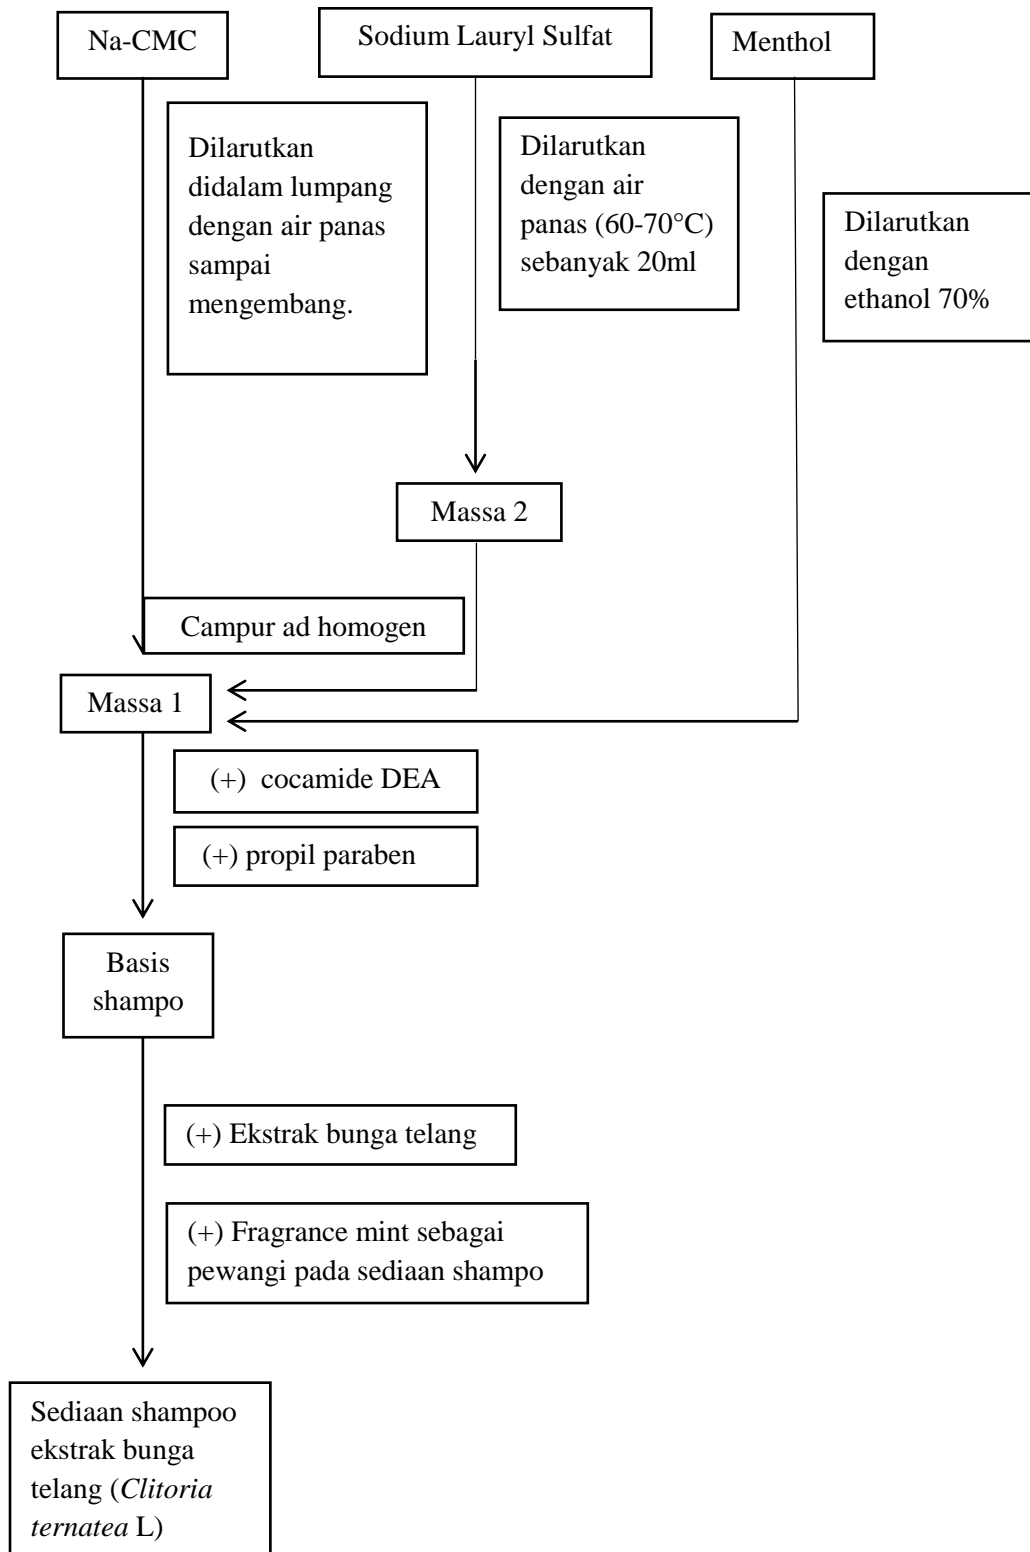 Na-CMC
Sodium Lauryl Sulfat
Menthol
Dilarutkan
didalam lumpang
dengan air panas
sampai
mengembang.
Dilarutkan
dengan air
panas (60-70°C)
sebanyak 20ml
Dilarutkan
dengan
ethanol 70%
Massa 2
Campur ad homogen
Massa 1
(+)  cocamide DEA
(+) propil paraben
Basis
shampo
(+) Ekstrak bunga telang
(+) Fragrance mint sebagai
pewangi pada sediaan shampo
Sediaan shampoo
ekstrak bunga
telang (Clitoria
ternatea L)